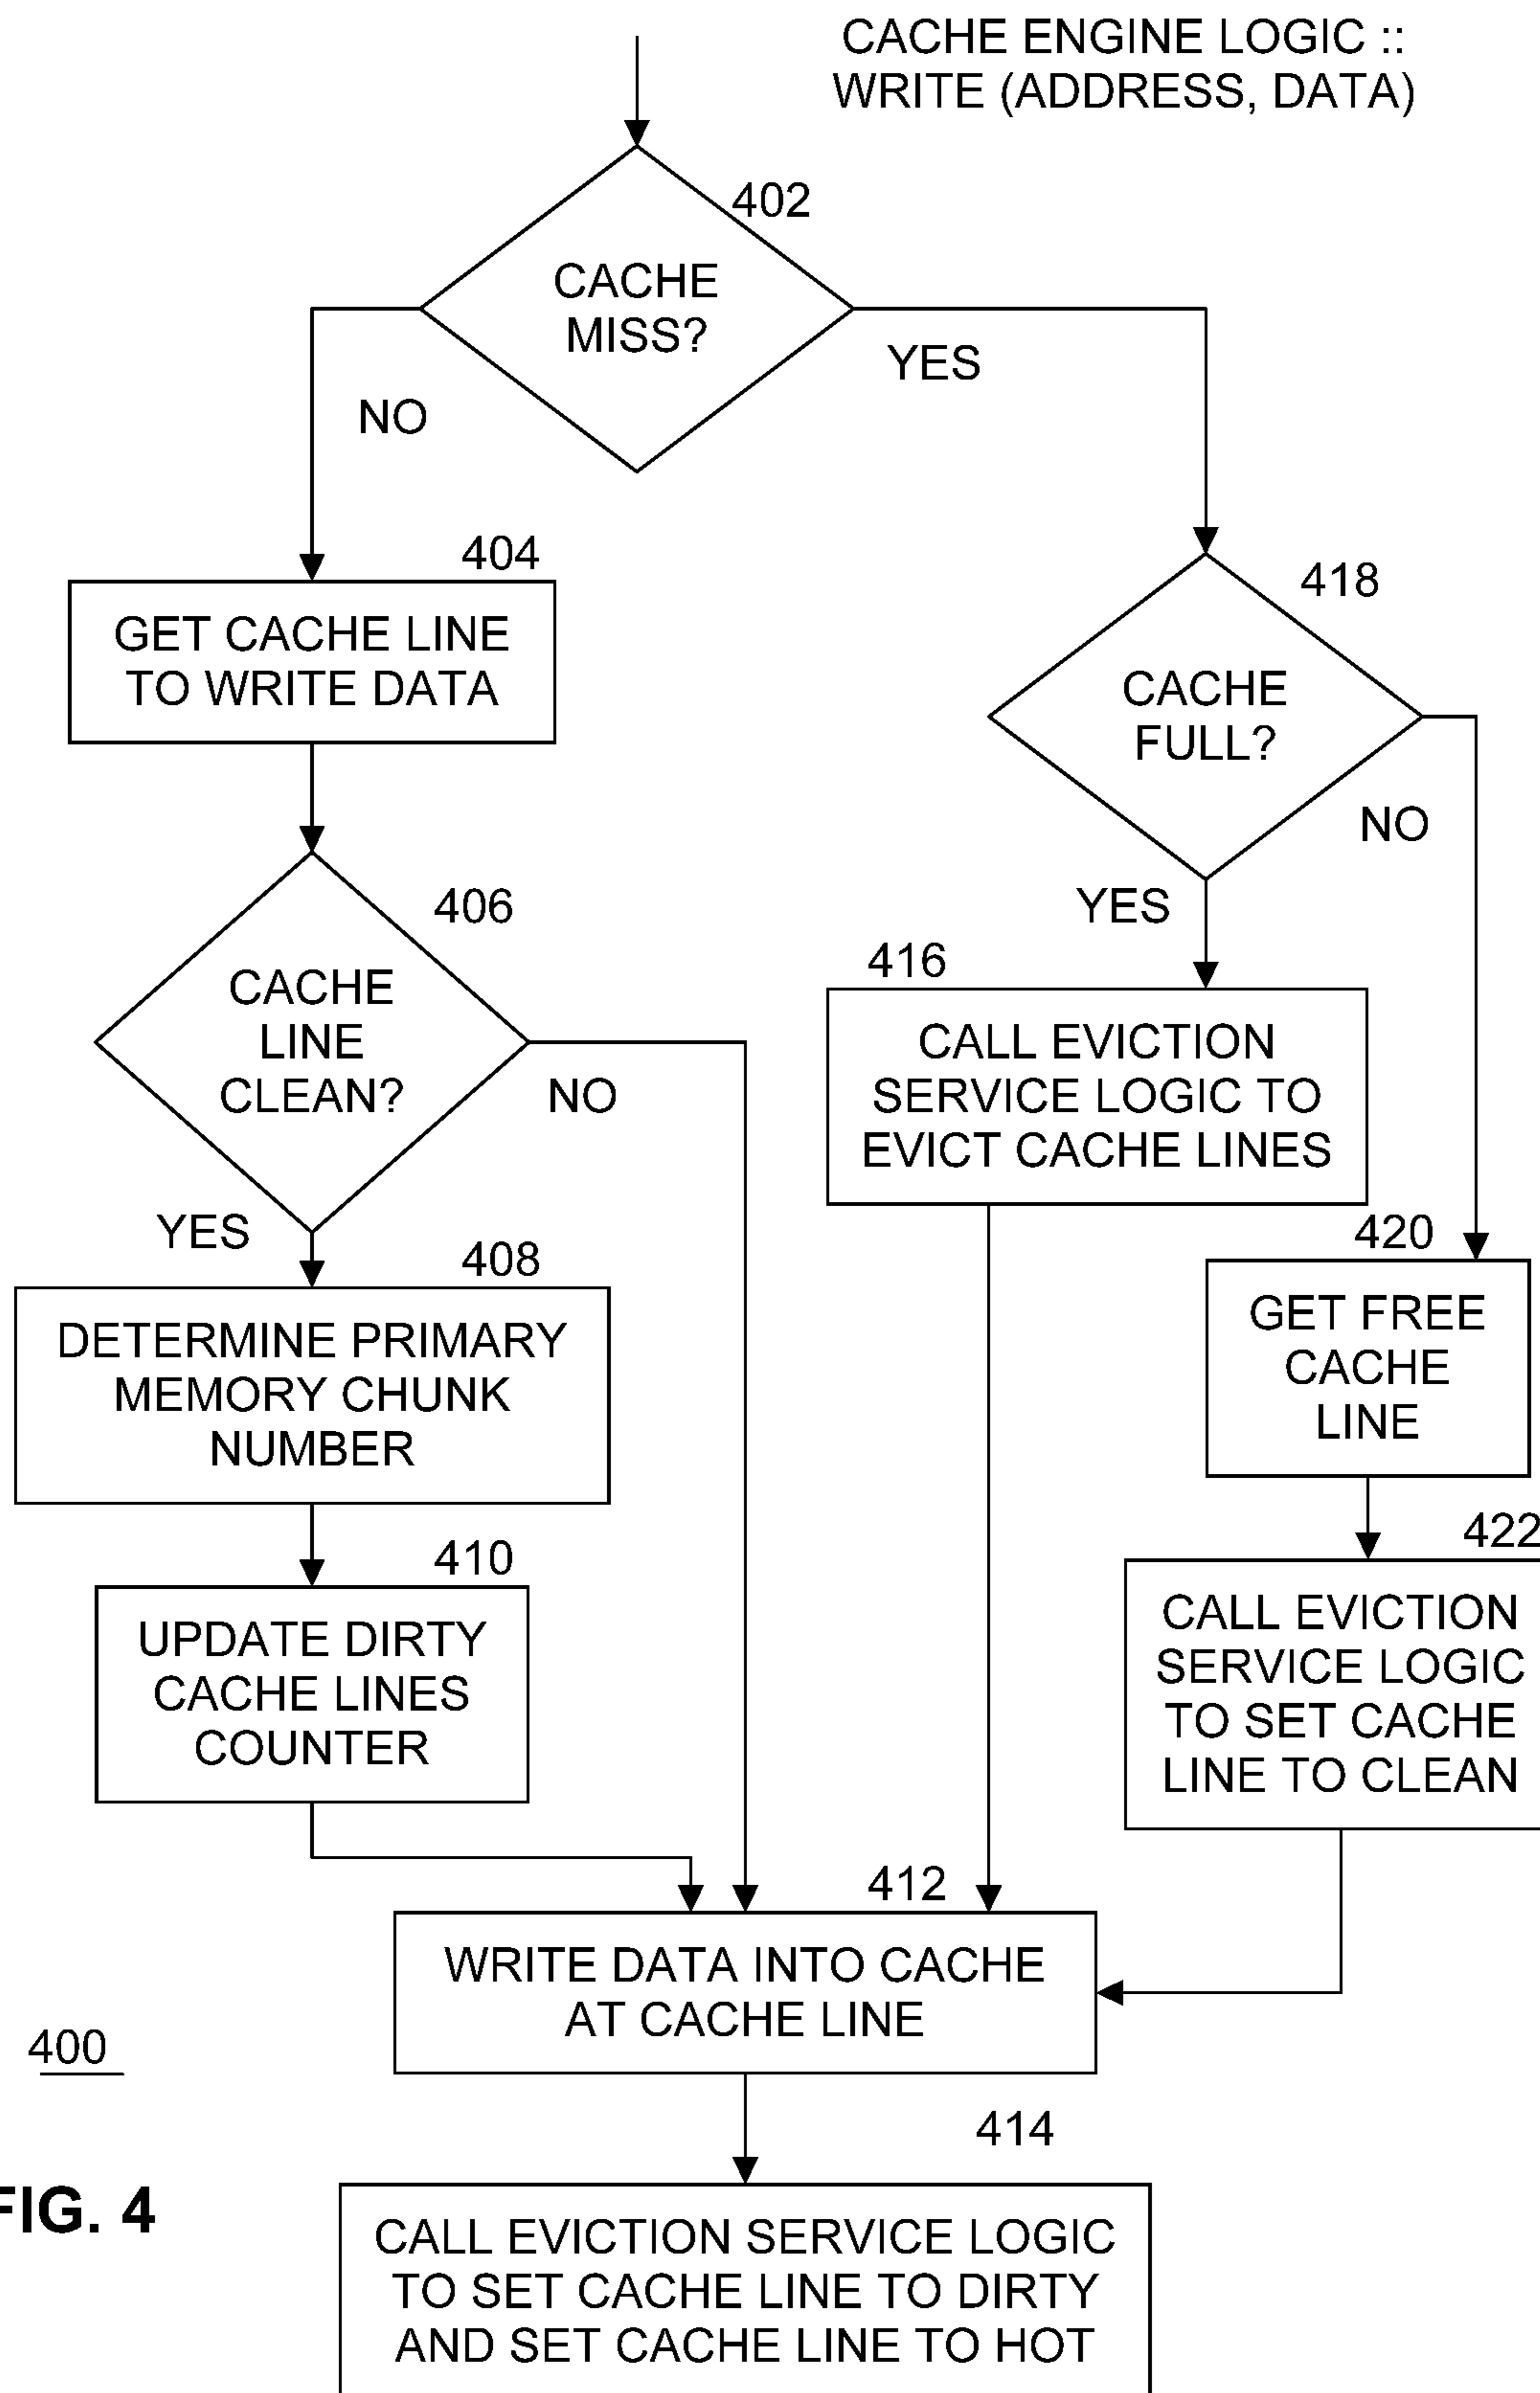 CACHE ENGINE LOGIC ::
WRITE (ADDRESS, DATA)
402
CACHE
MISS?
YES
NO
404
GET CACHE LINE
TO WRITE DATA
418
CACHE
FULL?
NO
YES
406
CACHE
LINE
CLEAN?
NO
YES
416
CALL EVICTION
SERVICE LOGIC TO
EVICT CACHE LINES
408
DETERMINE PRIMARY
MEMORY CHUNK
NUMBER
420
GET FREE
CACHE
LINE
410
UPDATE DIRTY
CACHE LINES
COUNTER
422
CALL EVICTION
SERVICE LOGIC
TO SET CACHE
LINE TO CLEAN
412
WRITE DATA INTO CACHE
AT CACHE LINE
400
414
CALL EVICTION SERVICE LOGIC
TO SET CACHE LINE TO DIRTY
AND SET CACHE LINE TO HOT
FIG. 4